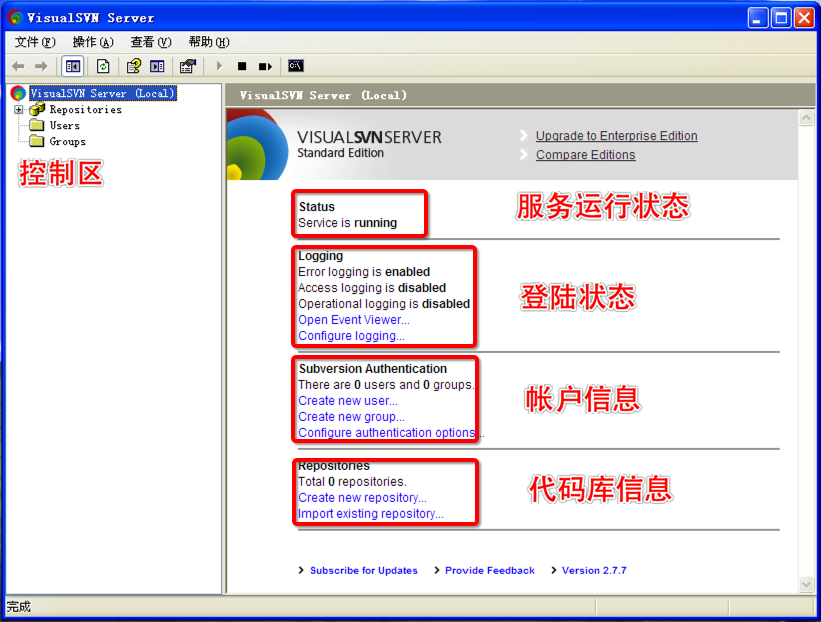 VisualSVN Server
文件(F) 操作(A) 查看(V) 帮助(H)
VisualSVN Server (Local)
Repositories
Users
Groups
控制区
VisualSVN Server (Local)
VISUALSVNSERVER
Standard Edition
Upgrade to Enterprise Edition
Compare Editions
Status
Service is running
服务运行状态
Logging
Error logging is enabled
Access logging is disabled
Operational logging is disabled
Open Event Viewer...
Configure logging...
登陆状态
Subversion Authentication
There are 0 users and 0 groups.
Create new user...
Create new group...
Configure authentication options...
帐户信息
Repositories
Total 0 repositories.
Create new repository...
Import existing repository...
代码库信息
Subscribe for Updates Provide Feedback Version 2.7.7
完成